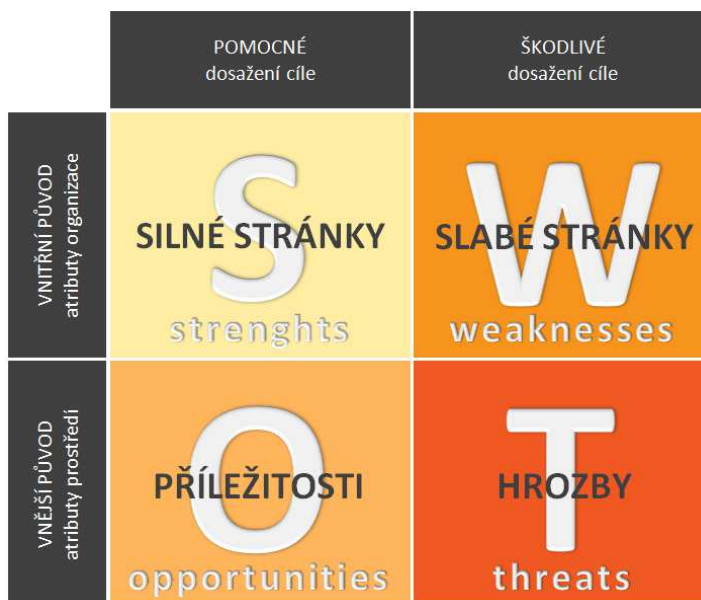 POMOCNÉ
dosažení cíle
ŠKODLIVÉ
dosažení cíle
VNITŘNÍ PŮVOD
atributy organizace
S
SILNÉ STRÁNKY
strenghts
W
SLABÉ STRÁNKY
weaknesses
VNĚJŠÍ PŮVOD
atributy prostředí
O
PŘÍLEŽITOSTI
opportunities
T
HROZBY
threats